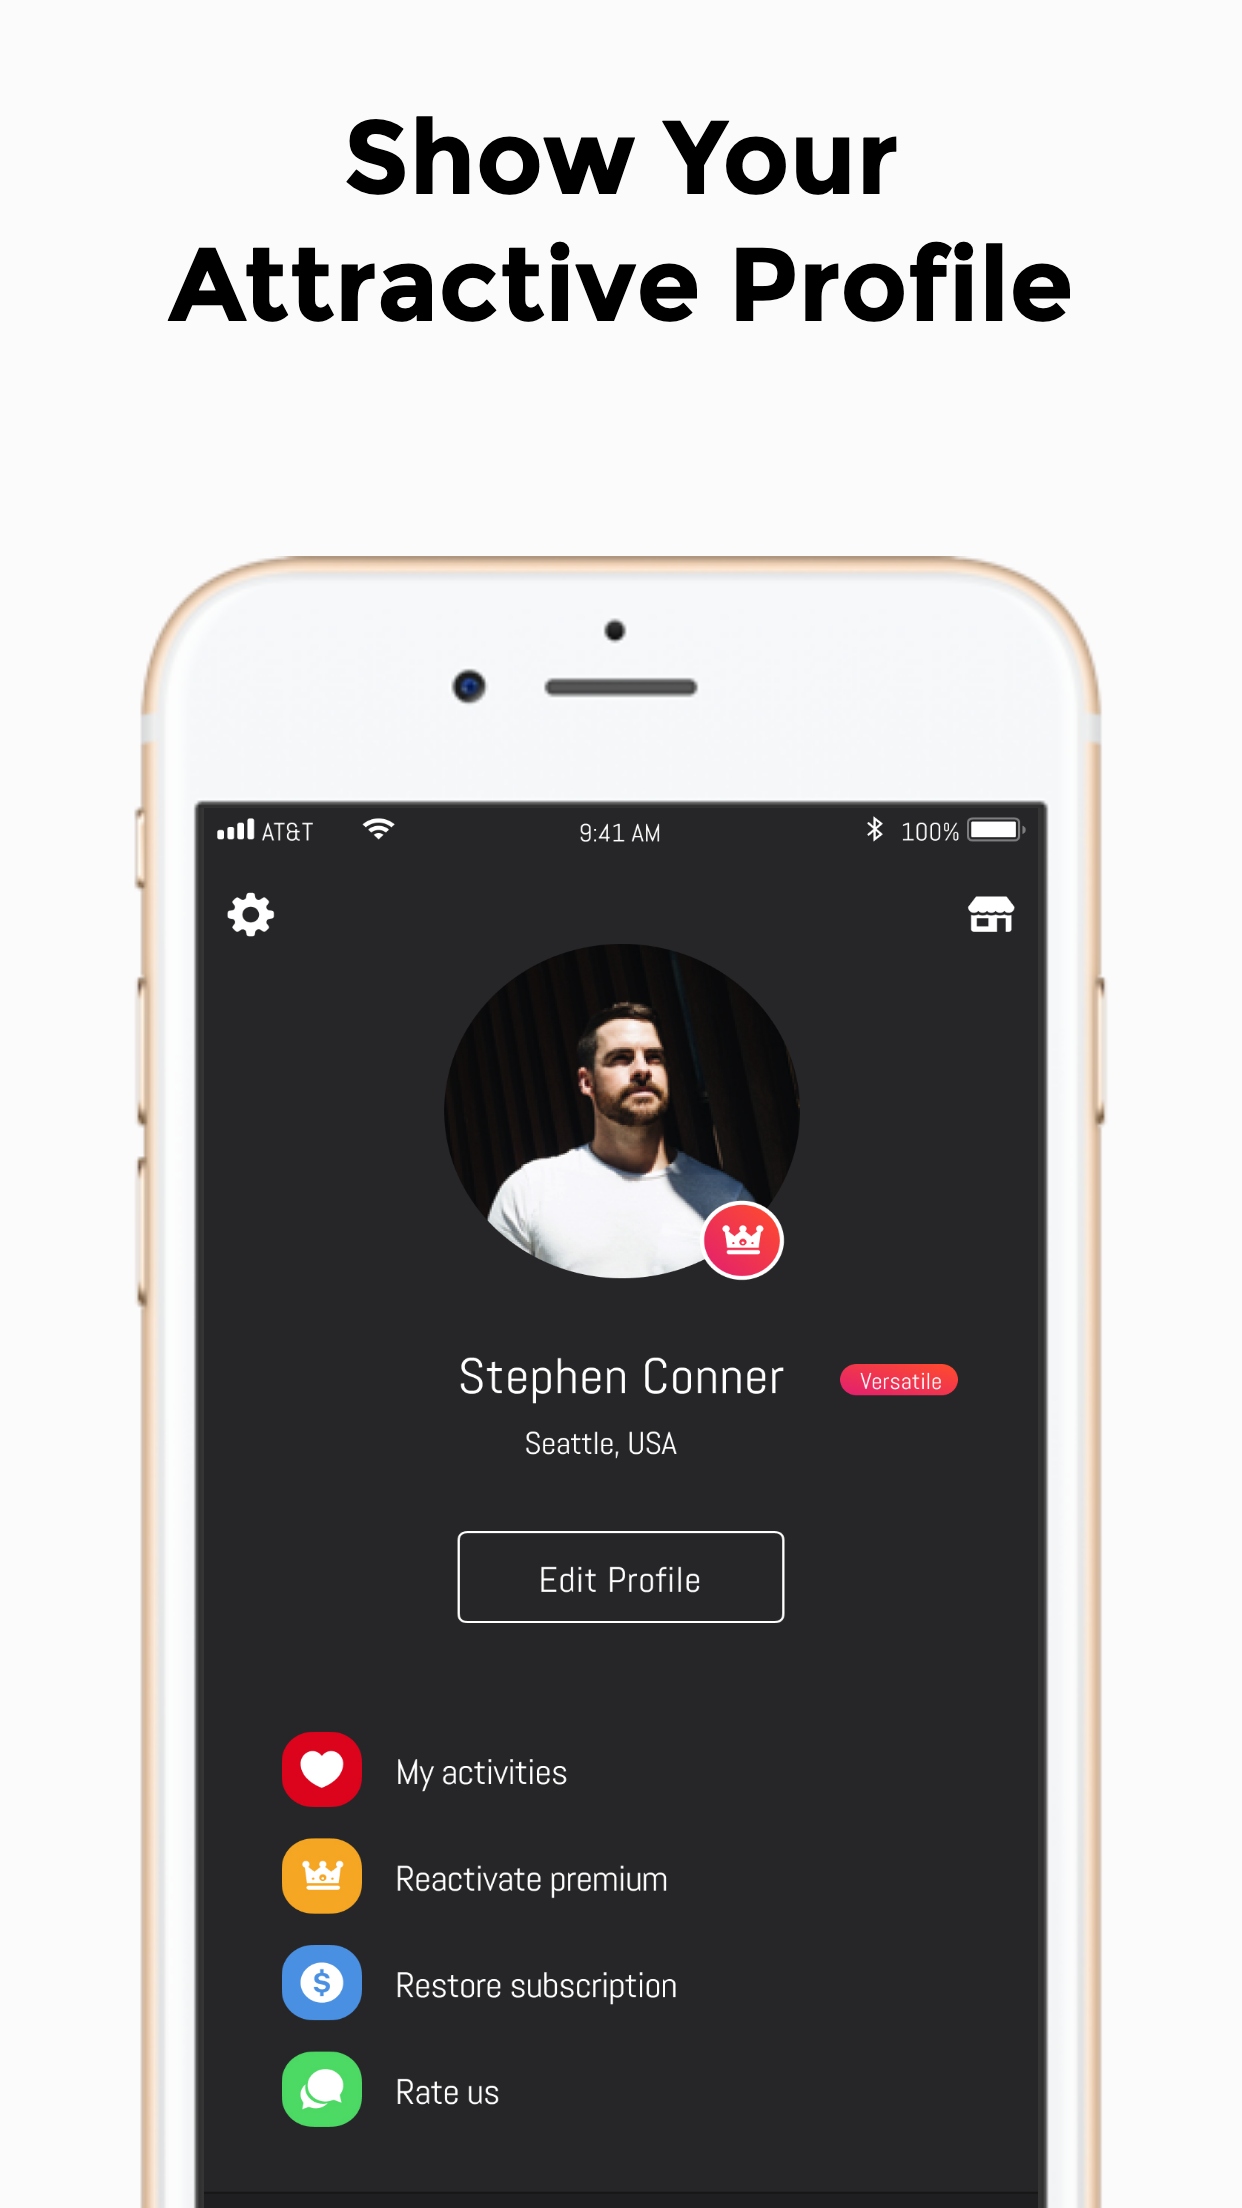 Show Your
Attractive Profile
AT&T 9:41 AM 100%
Stephen Conner Versatile
Seattle, USA
Edit Profile
My activities
Reactivate premium
$ Restore subscription
Rate us